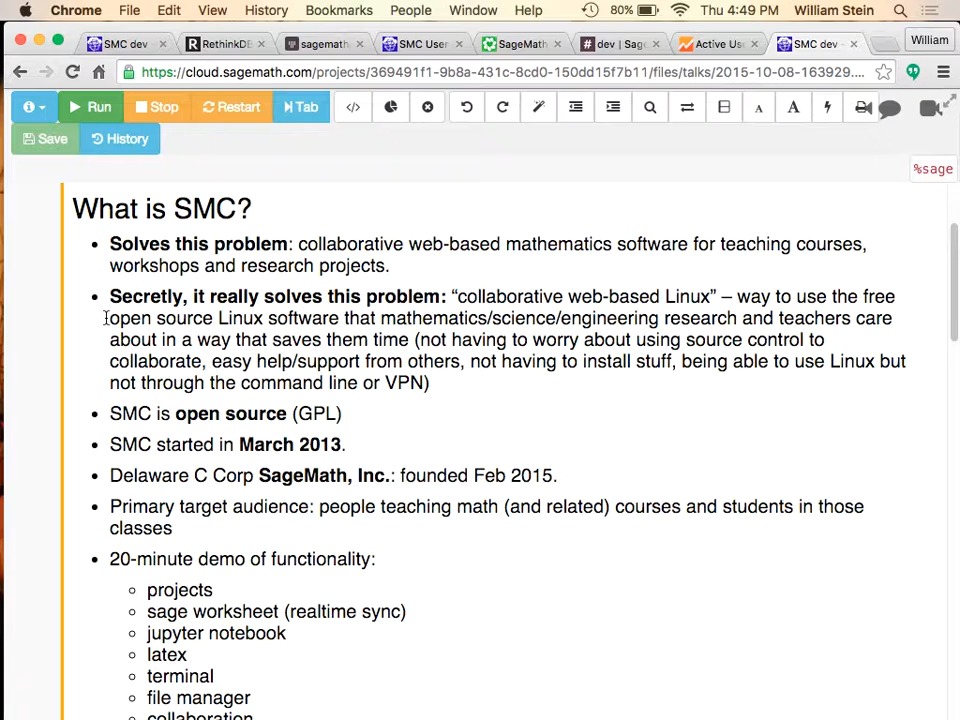 Chrome File Edit View History Bookmarks People Window Help 80% Thu 4:49 PM William Stein
SMC dev RethinkDB sagemath SMC User SageMath # dev | Sage Active Use SMC dev William
https://cloud.sagemath.com/projects/369491f1-9b8a-431c-8cd0-150dd15f7b11/files/talks/2015-10-08-163929....
Run Stop Restart Tab </> A A
Save History
%sage
What is SMC?
• Solves this problem: collaborative web-based mathematics software for teaching courses,
workshops and research projects.
• Secretly, it really solves this problem: “collaborative web-based Linux” – way to use the free
open source Linux software that mathematics/science/engineering research and teachers care
about in a way that saves them time (not having to worry about using source control to
collaborate, easy help/support from others, not having to install stuff, being able to use Linux but
not through the command line or VPN)
• SMC is open source (GPL)
• SMC started in March 2013.
• Delaware C Corp SageMath, Inc.: founded Feb 2015.
• Primary target audience: people teaching math (and related) courses and students in those
classes
• 20-minute demo of functionality:
◦ projects
◦ sage worksheet (realtime sync)
◦ jupyter notebook
◦ latex
◦ terminal
◦ file manager
◦ collaboration